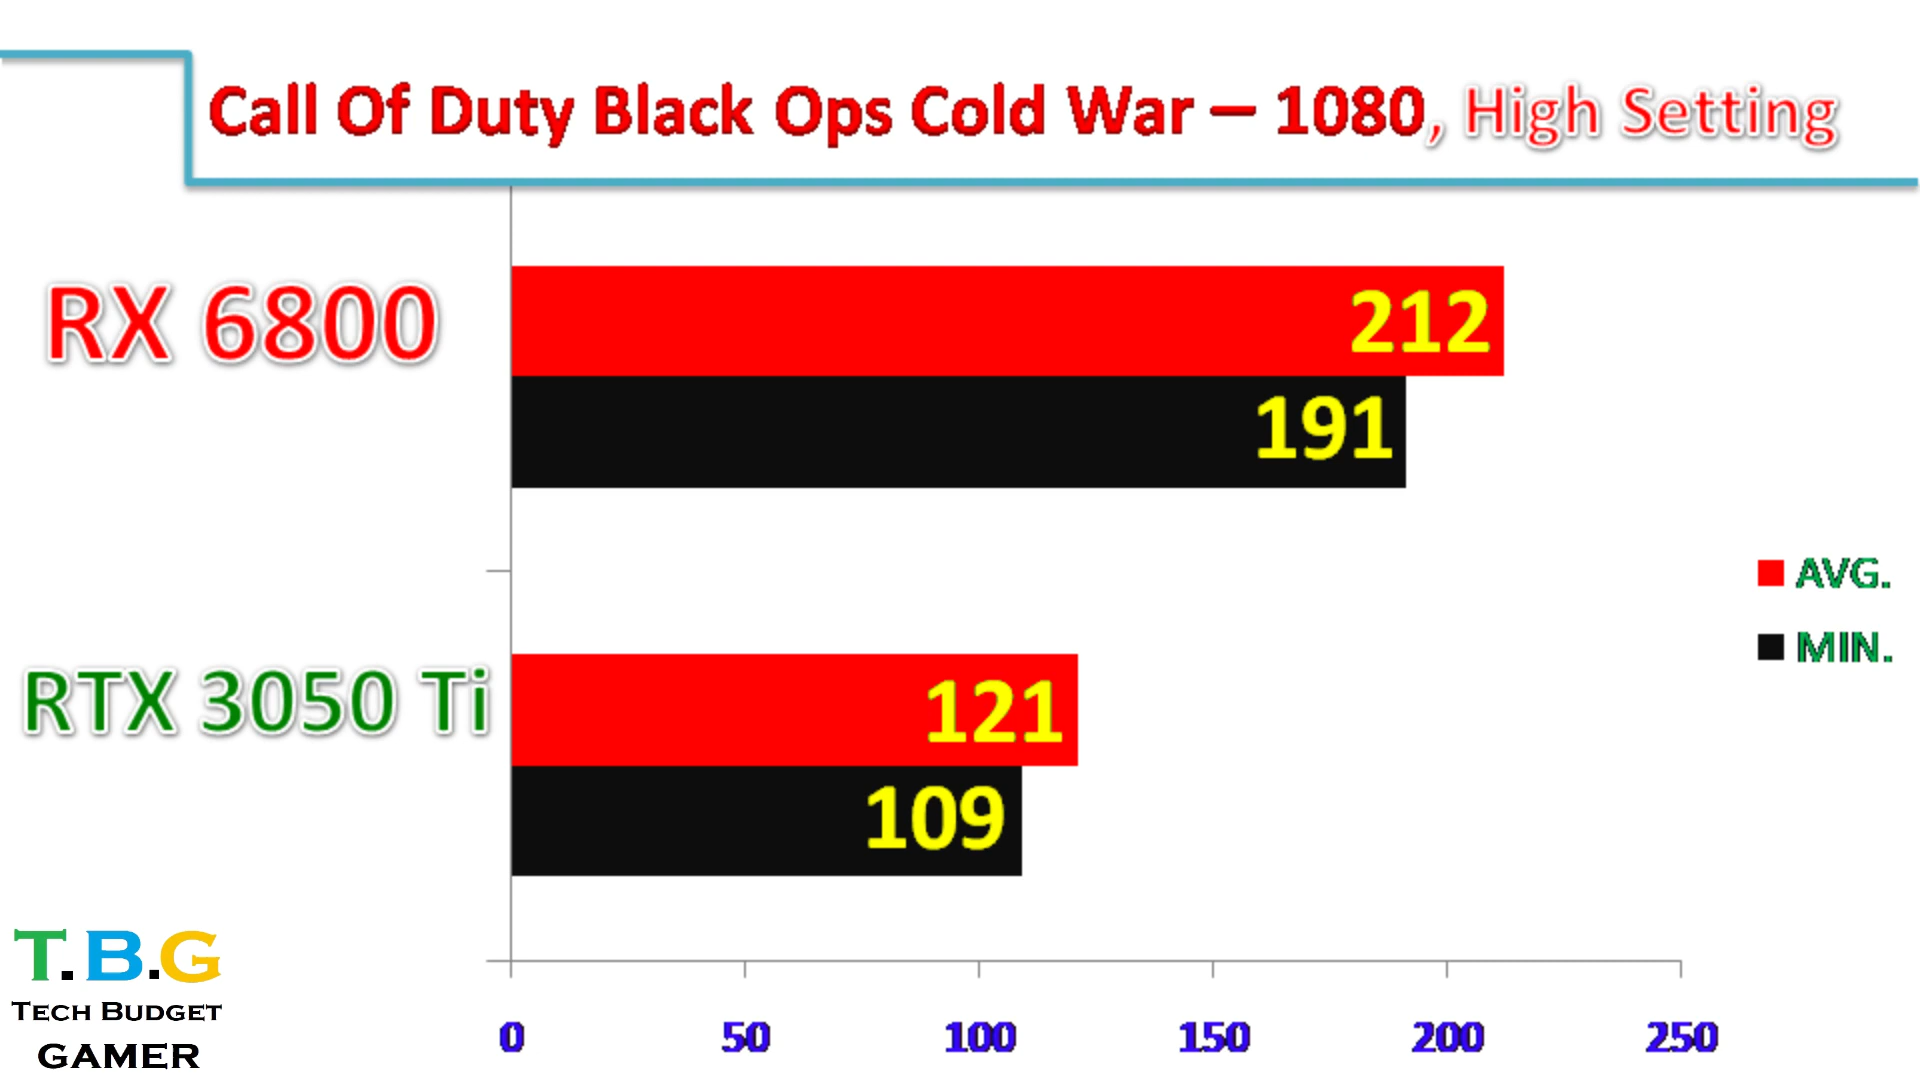 Call Of Duty Black Ops Cold War – 1080, High Setting
RX 6800
212
191
AVG.
MIN.
RTX 3050 Ti
121
109
0 50 100 150 200 250
T.B.G
TECH BUDGET
GAMER